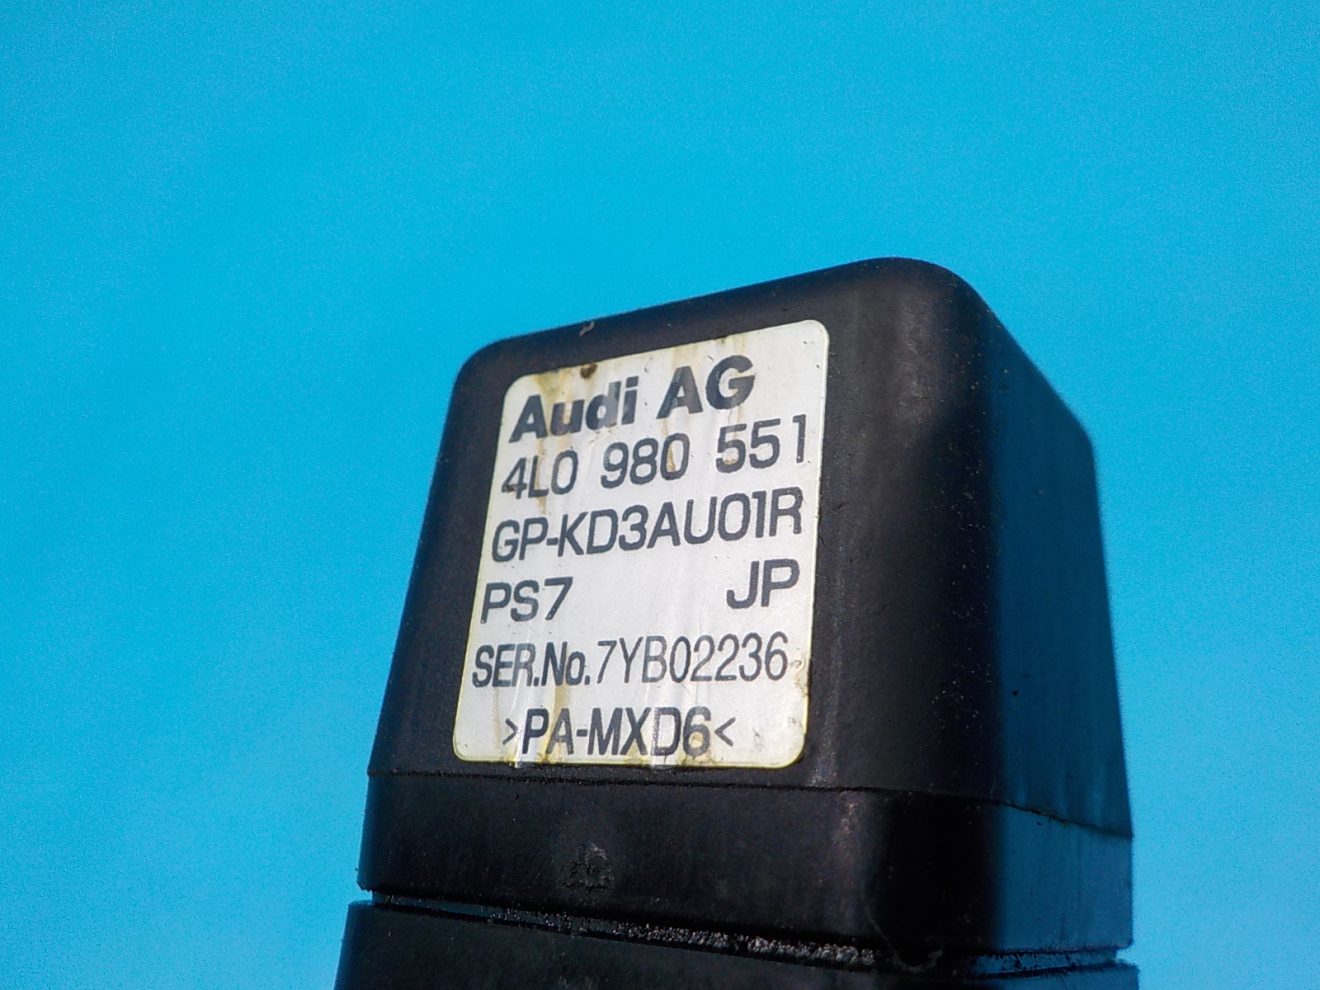 Audi AG
4L0 980 551
GP-KD3AU01R
PS7 JP
SER.No.7YB02236
>PA-MXD6<